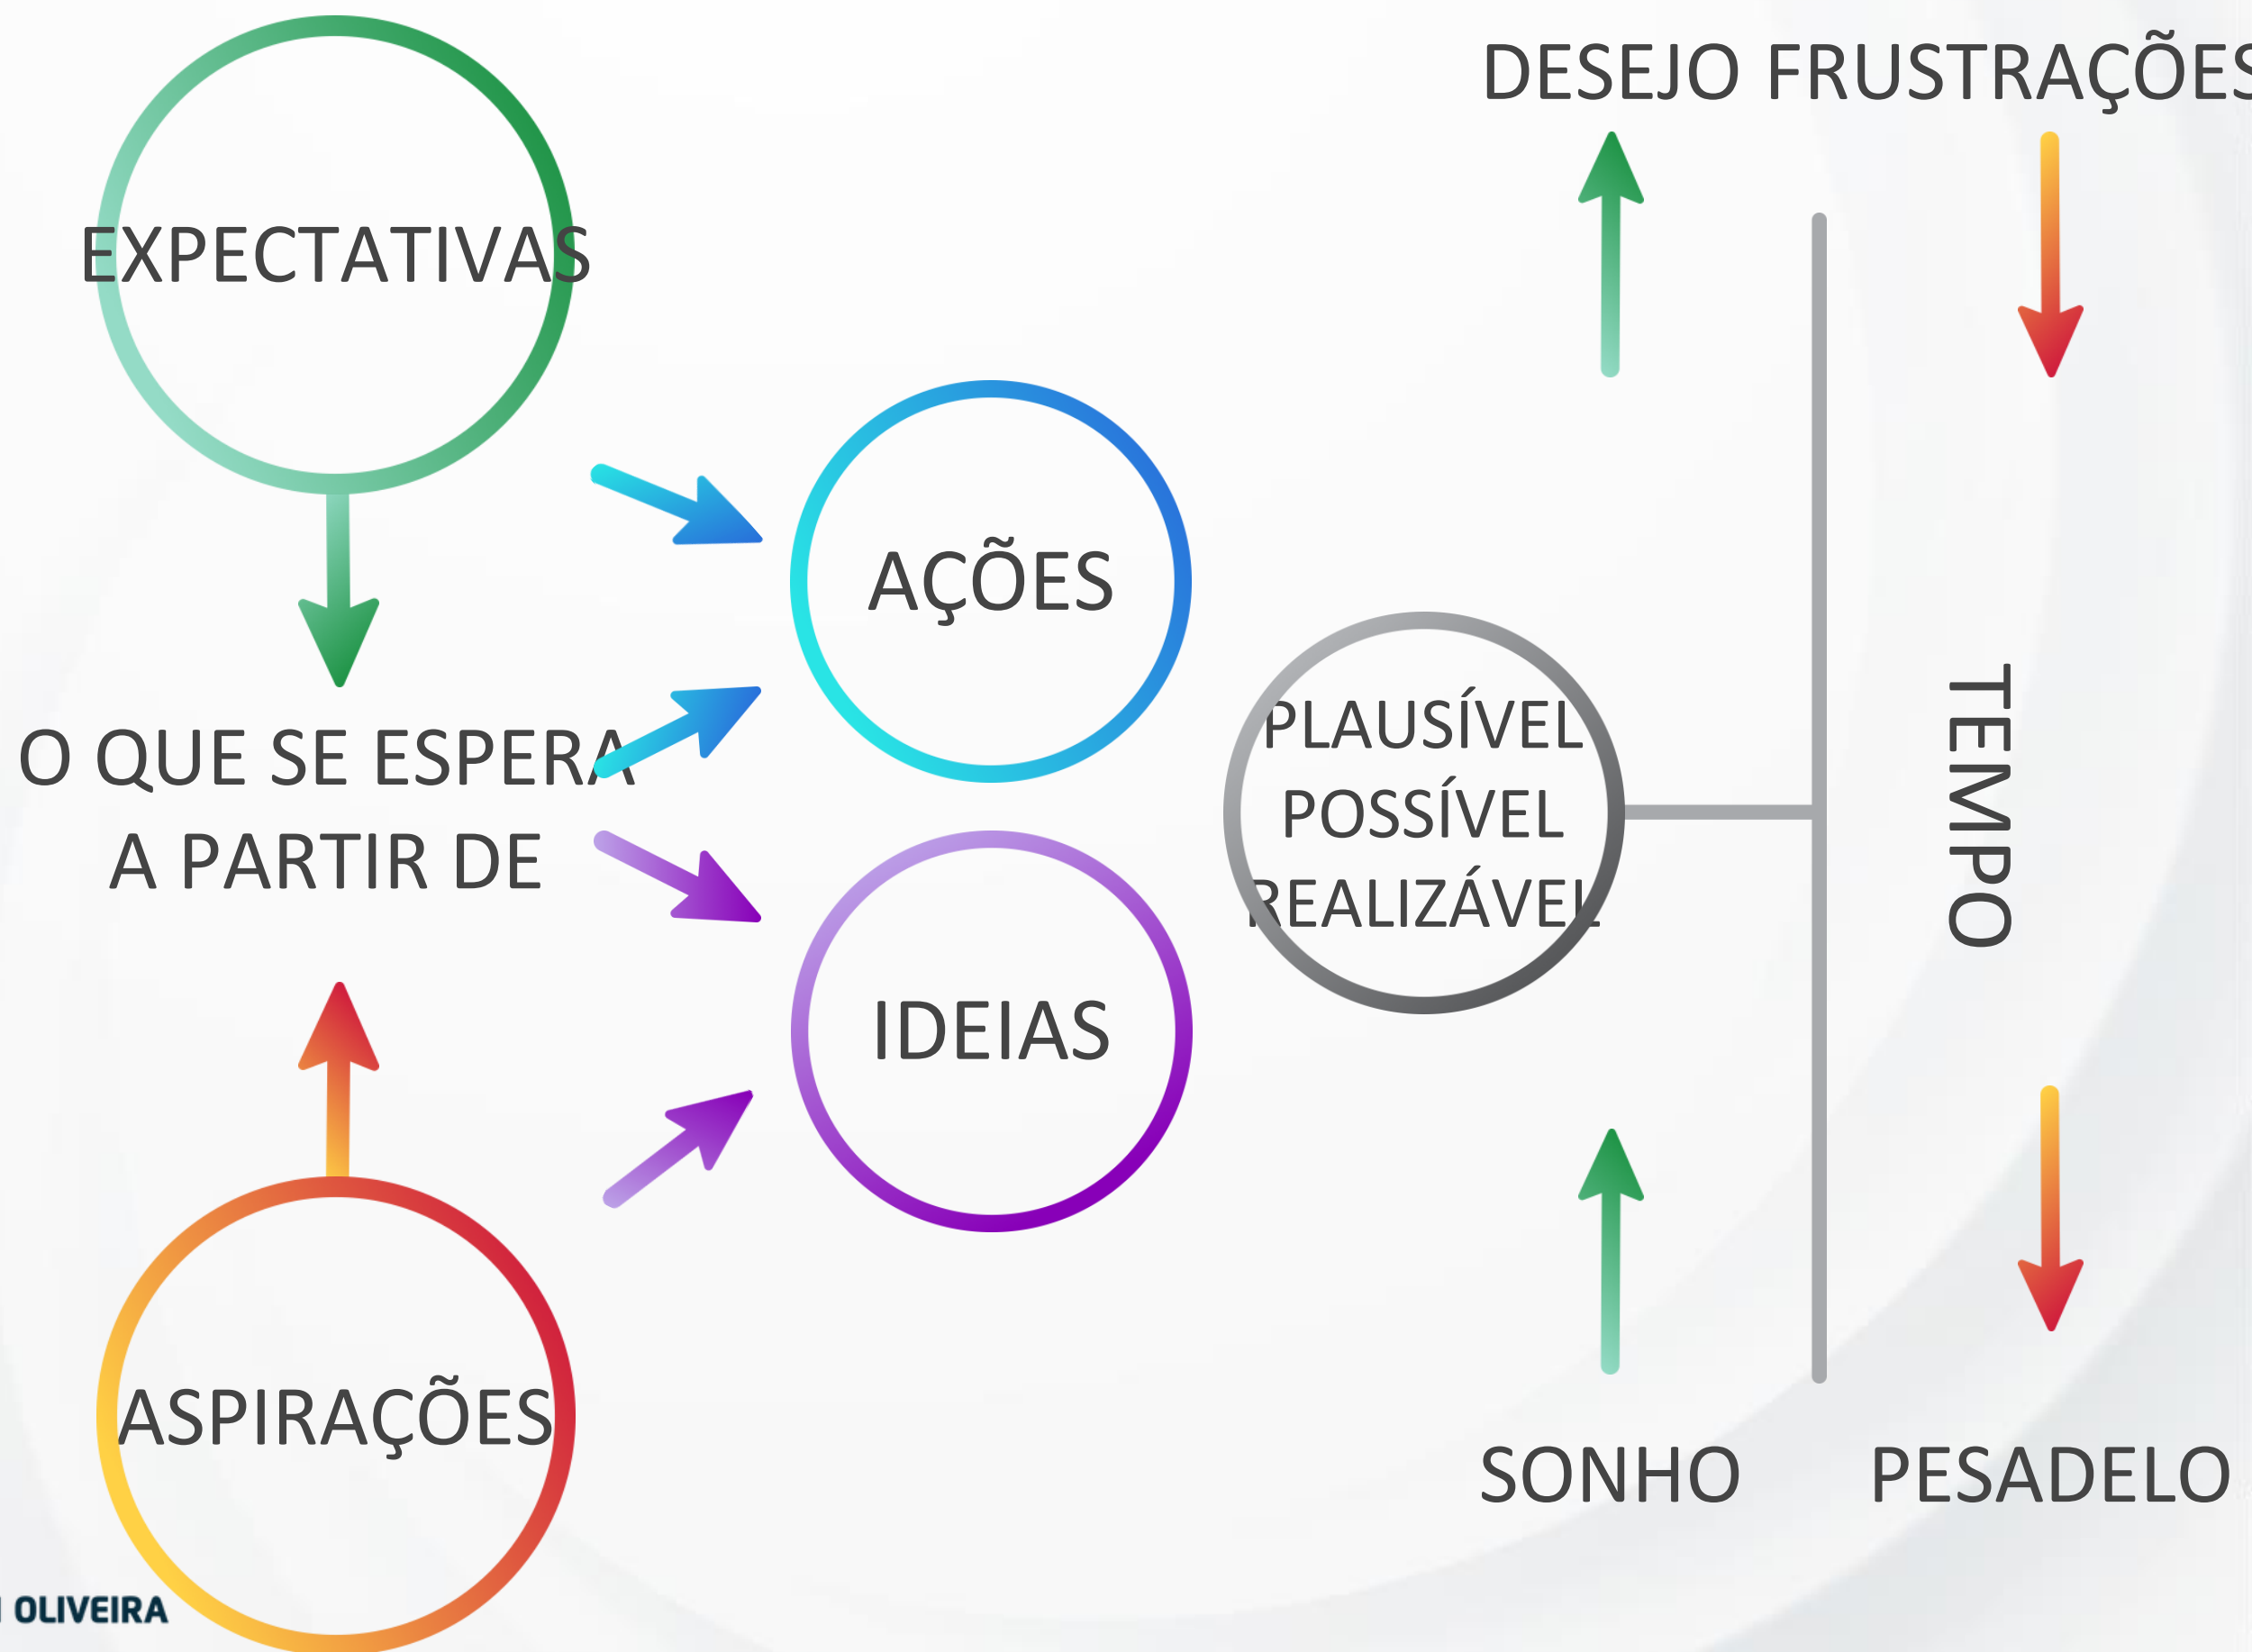 DESEJO FRUSTRAÇÕES
EXPECTATIVAS
AÇÕES
O QUE SE ESPERA
A PARTIR DE
PLAUSÍVEL
POSSÍVEL
REALIZÁVEL
TEMPO
IDEIAS
ASPIRAÇÕES
SONHO
PESADELO
OLIVEIRA